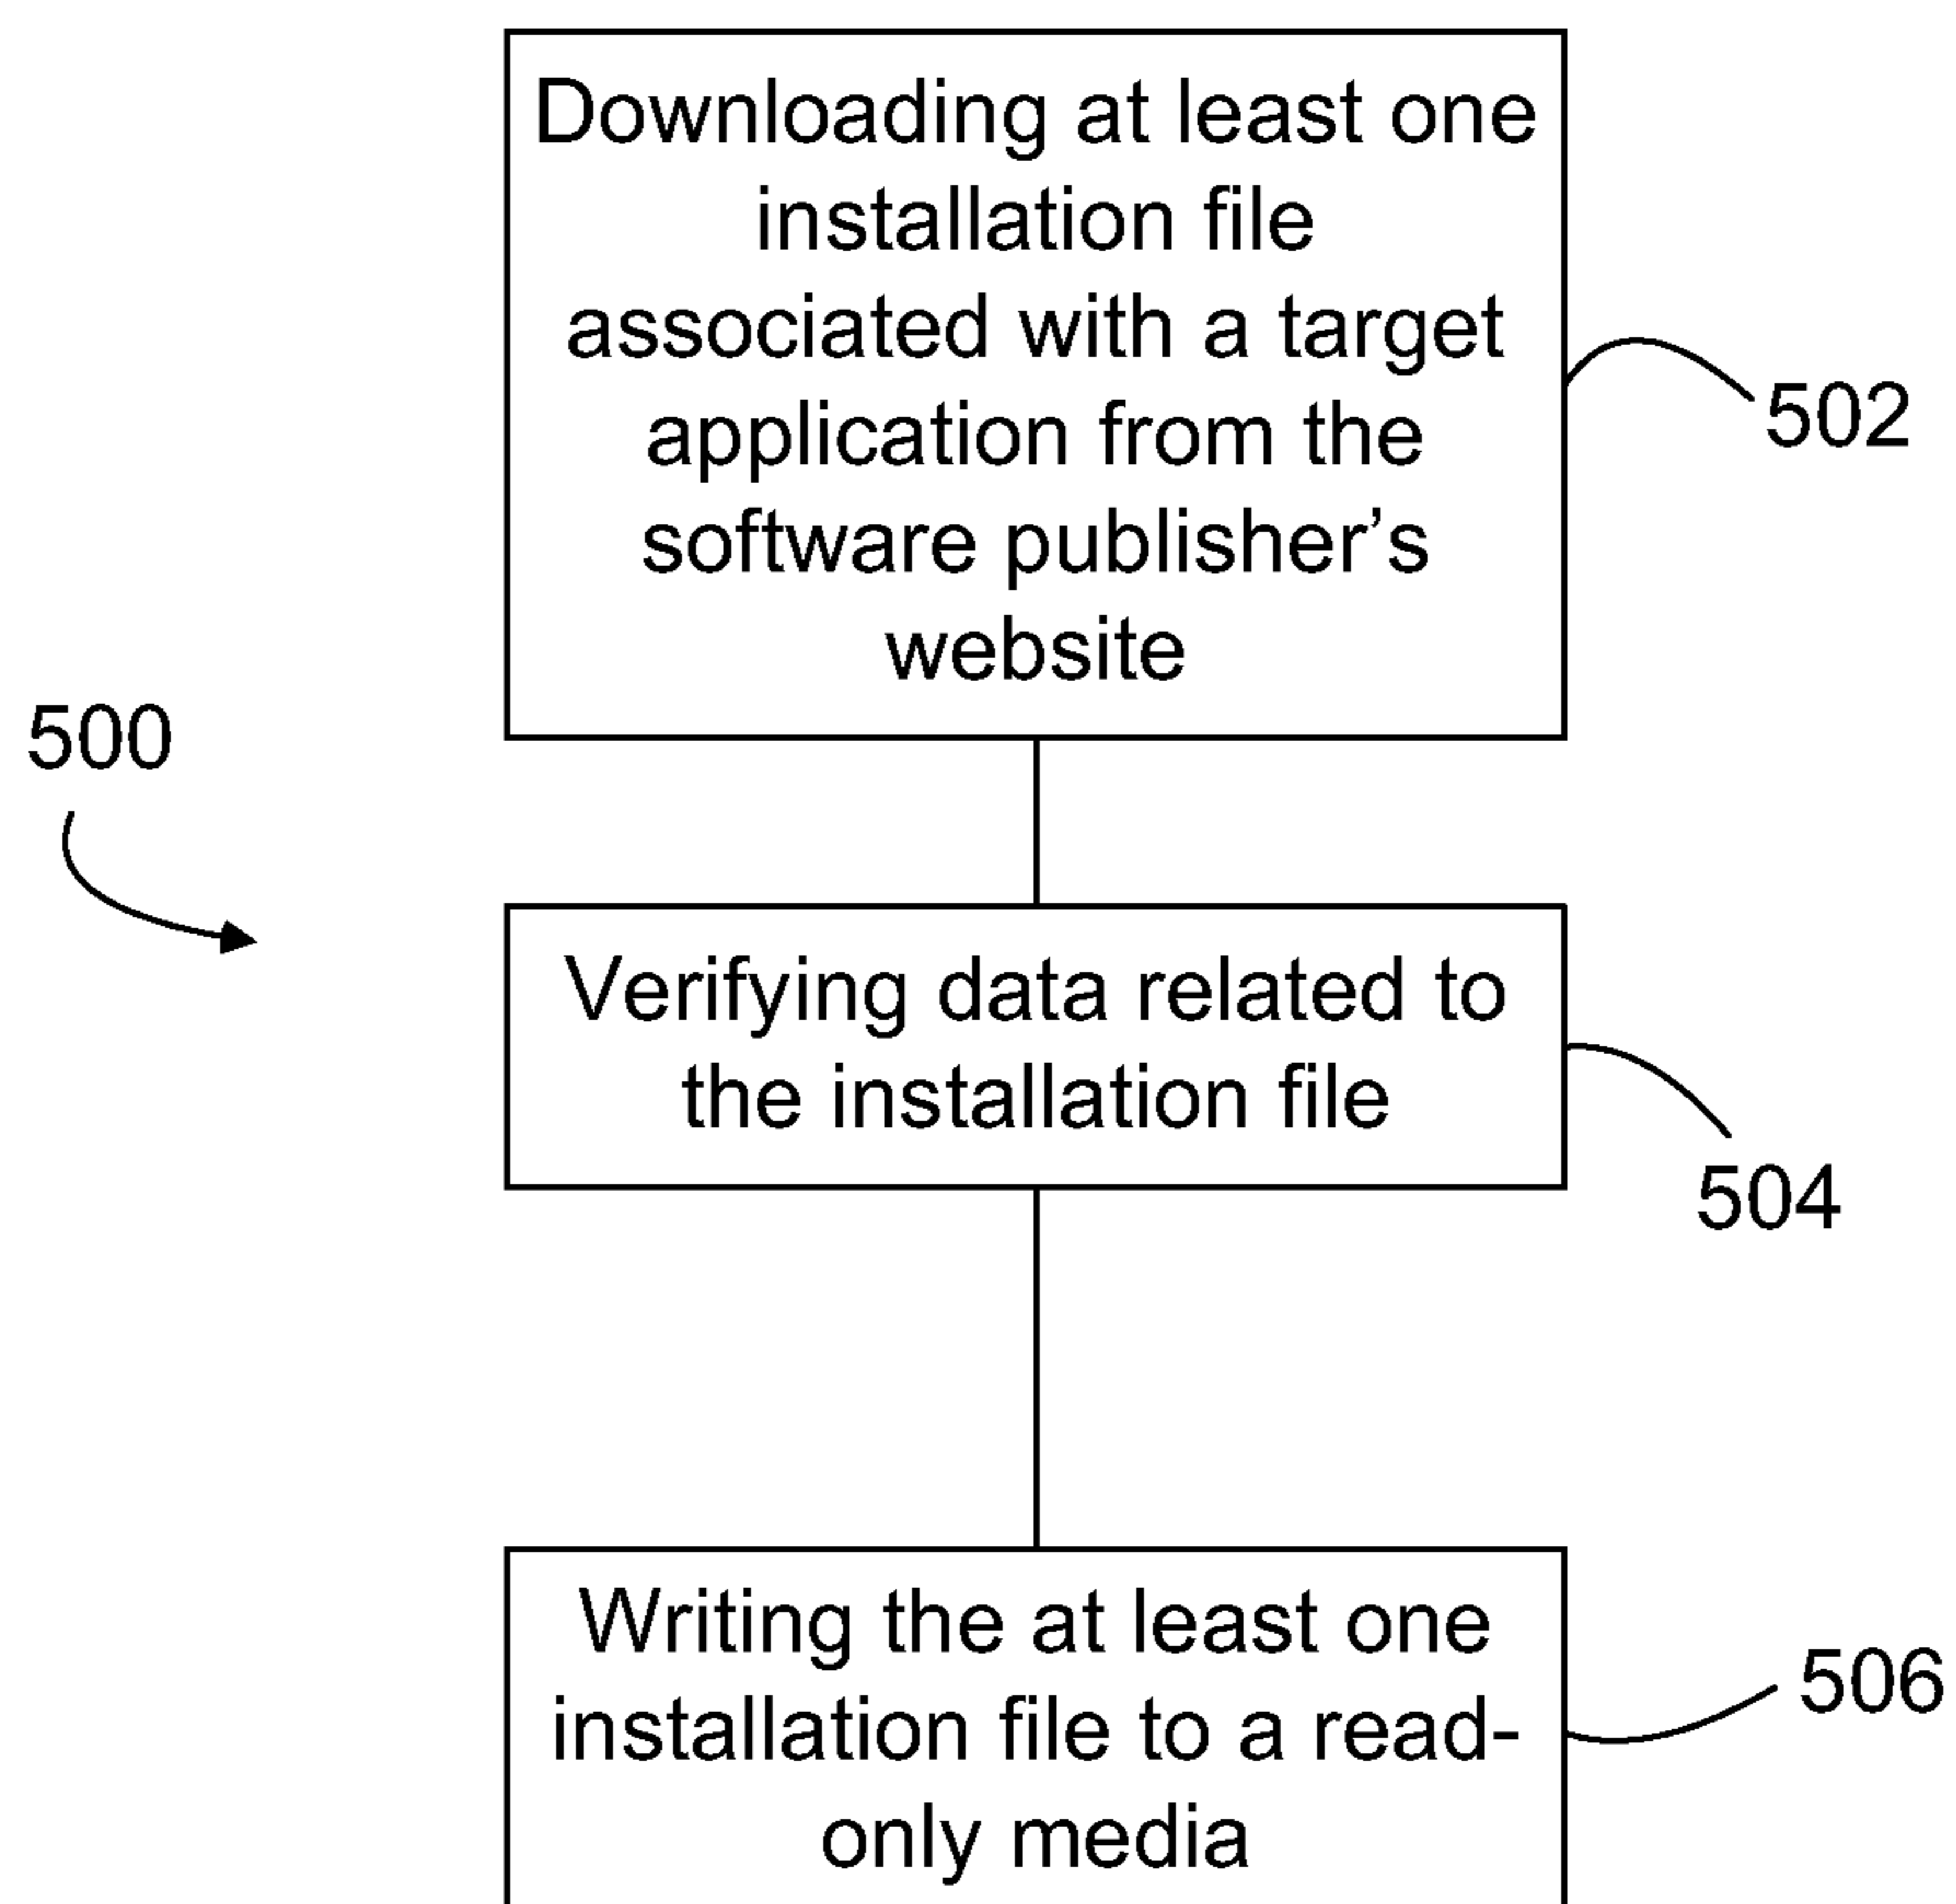 Downloading at least one
installation file
associated with a target
application from the
software publisher’s
website
502
500
Verifying data related to
the installation file
504
Writing the at least one
installation file to a read-
only media
506